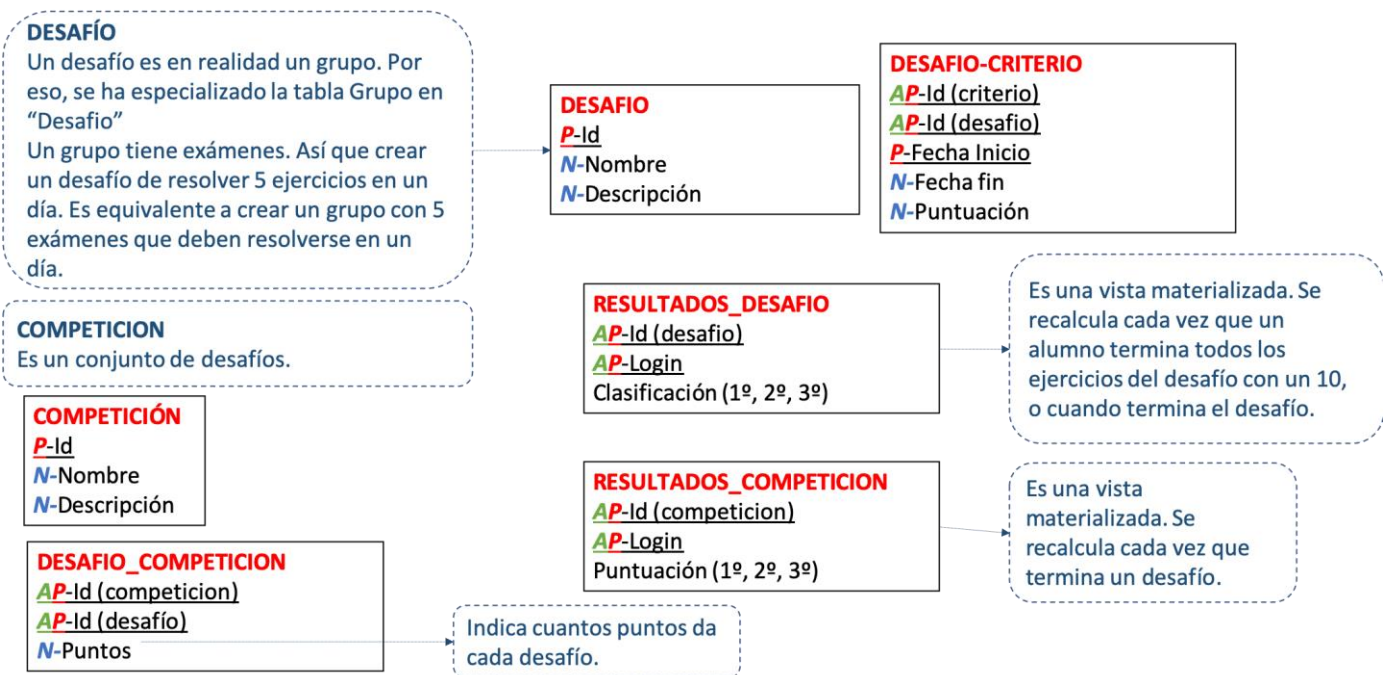 DESAFÍO
Un desafío es en realidad un grupo. Por
eso, se ha especializado la tabla Grupo en
“Desafio”
Un grupo tiene exámenes. Así que crear
un desafío de resolver 5 ejercicios en un
día. Es equivalente a crear un grupo con 5
exámenes que deben resolverse en un
día.
DESAFIO
P-Id
N-Nombre
N-Descripción
DESAFIO-CRITERIO
AP-Id (criterio)
AP-Id (desafio)
P-Fecha Inicio
N-Fecha fin
N-Puntuación
COMPETICION
Es un conjunto de desafíos.
RESULTADOS_DESAFIO
AP-Id (desafio)
AP-Login
Clasificación (1º, 2º, 3º)
Es una vista materializada. Se
recalcula cada vez que un
alumno termina todos los
ejercicios del desafío con un 10,
o cuando termina el desafío.
COMPETICIÓN
P-Id
N-Nombre
N-Descripción
RESULTADOS_COMPETICION
AP-Id (competicion)
AP-Login
Puntuación (1º, 2º, 3º)
Es una vista
materializada. Se
recalcula cada vez que
termina un desafío.
DESAFIO_COMPETICION
AP-Id (competicion)
AP-Id (desafío)
N-Puntos
Indica cuantos puntos da
cada desafío.